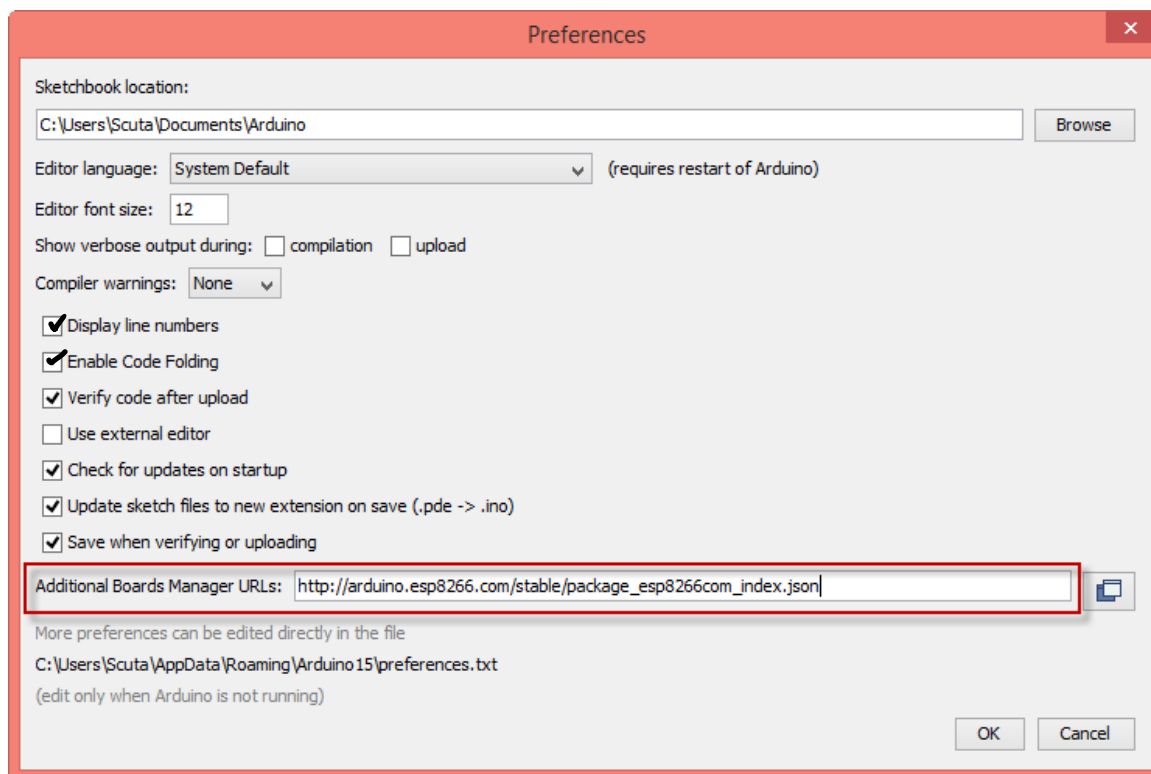 Preferences
Sketchbook location:
C:\Users\Scuta\Documents\Arduino Browse
Editor language: System Default (requires restart of Arduino)
Editor font size: 12
Show verbose output during: compilation upload
Compiler warnings: None
Display line numbers
Enable Code Folding
Verify code after upload
Use external editor
Check for updates on startup
Update sketch files to new extension on save (.pde -> .ino)
Save when verifying or uploading
Additional Boards Manager URLs: http://arduino.esp8266.com/stable/package_esp8266com_index.json
More preferences can be edited directly in the file
C:\Users\Scuta\AppData\Roaming\Arduino15\preferences.txt
(edit only when Arduino is not running)
OK Cancel